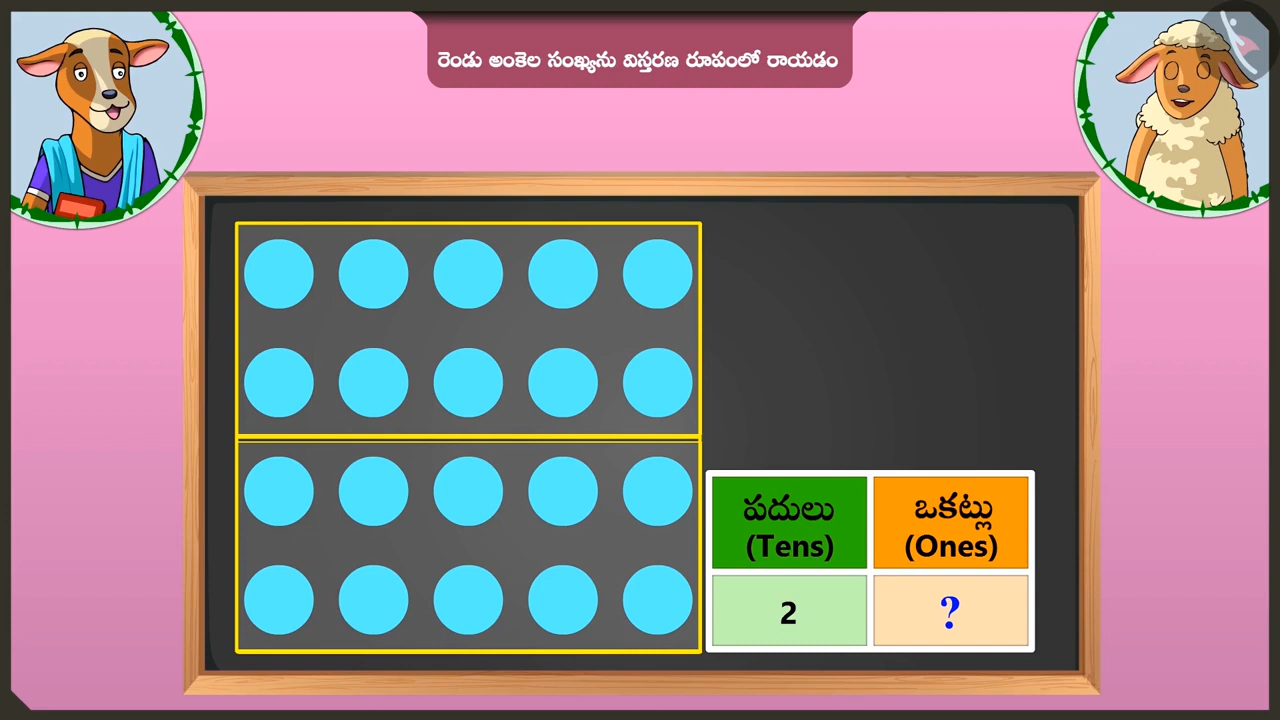 రెండు అంకెల సంఖ్యను విస్తరణ రూపంలో రాయడం
పదులు
(Tens)
ఒకట్లు
(Ones)
2
?